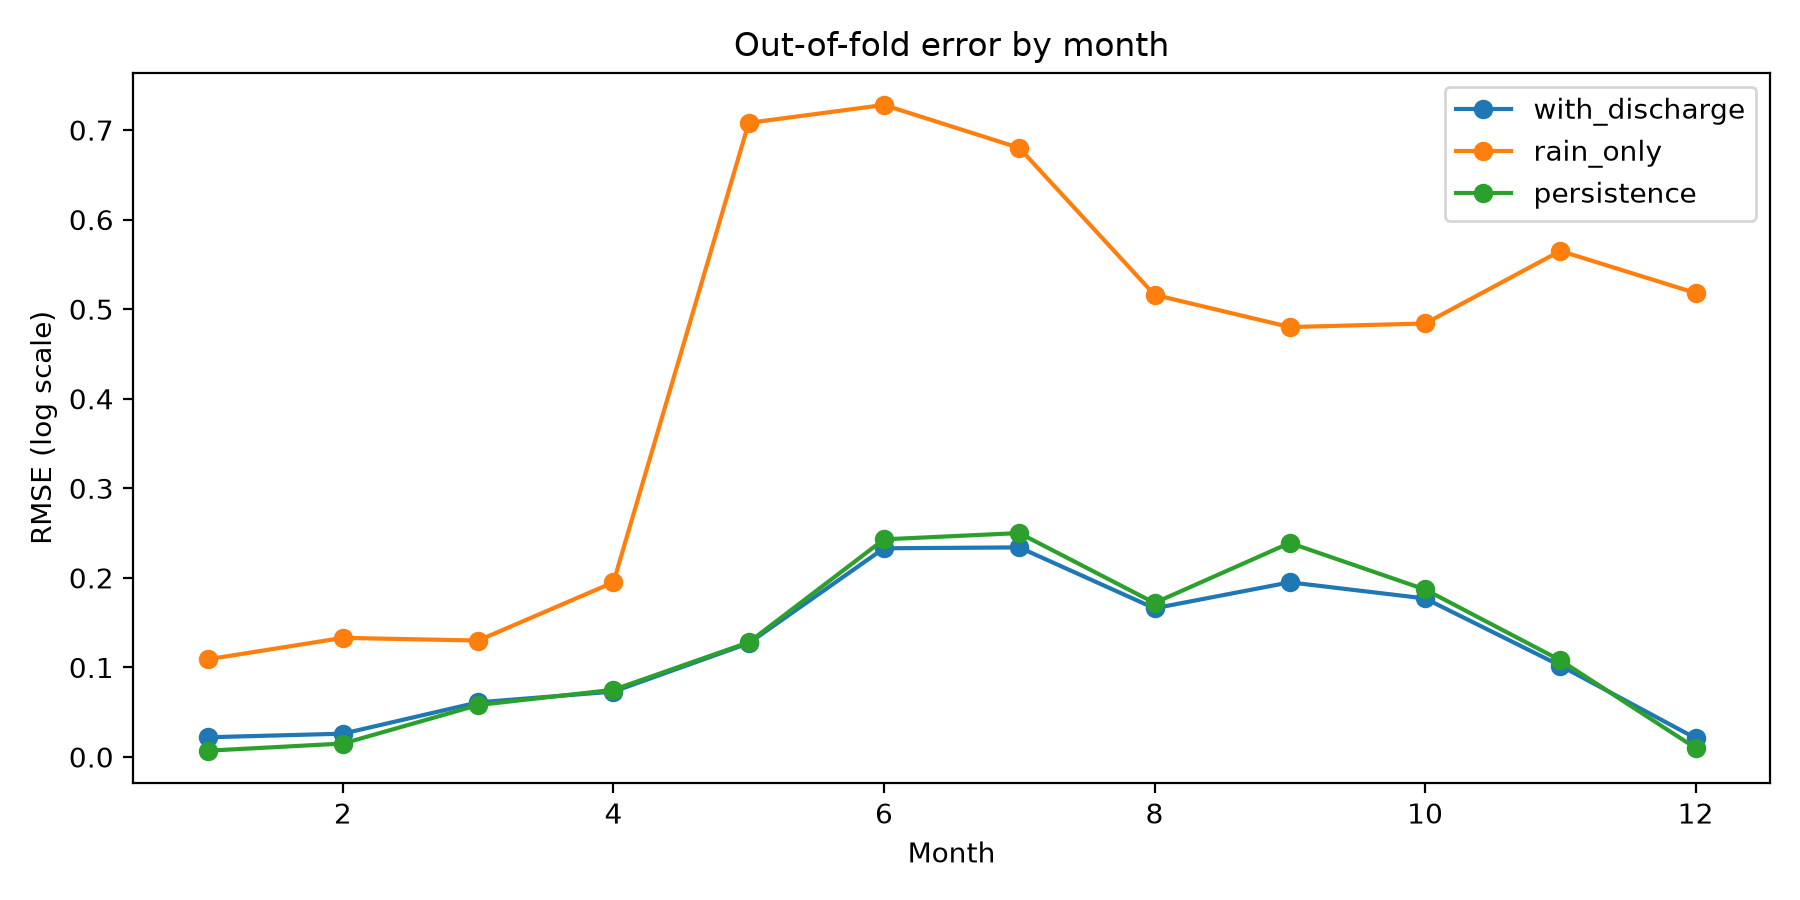 Out-of-fold error by month
with_discharge
rain_only
persistence
0.7
0.6
0.5
0.4
0.3
0.2
0.1
0.0
RMSE (log scale)
2 4 6 8 10 12
Month